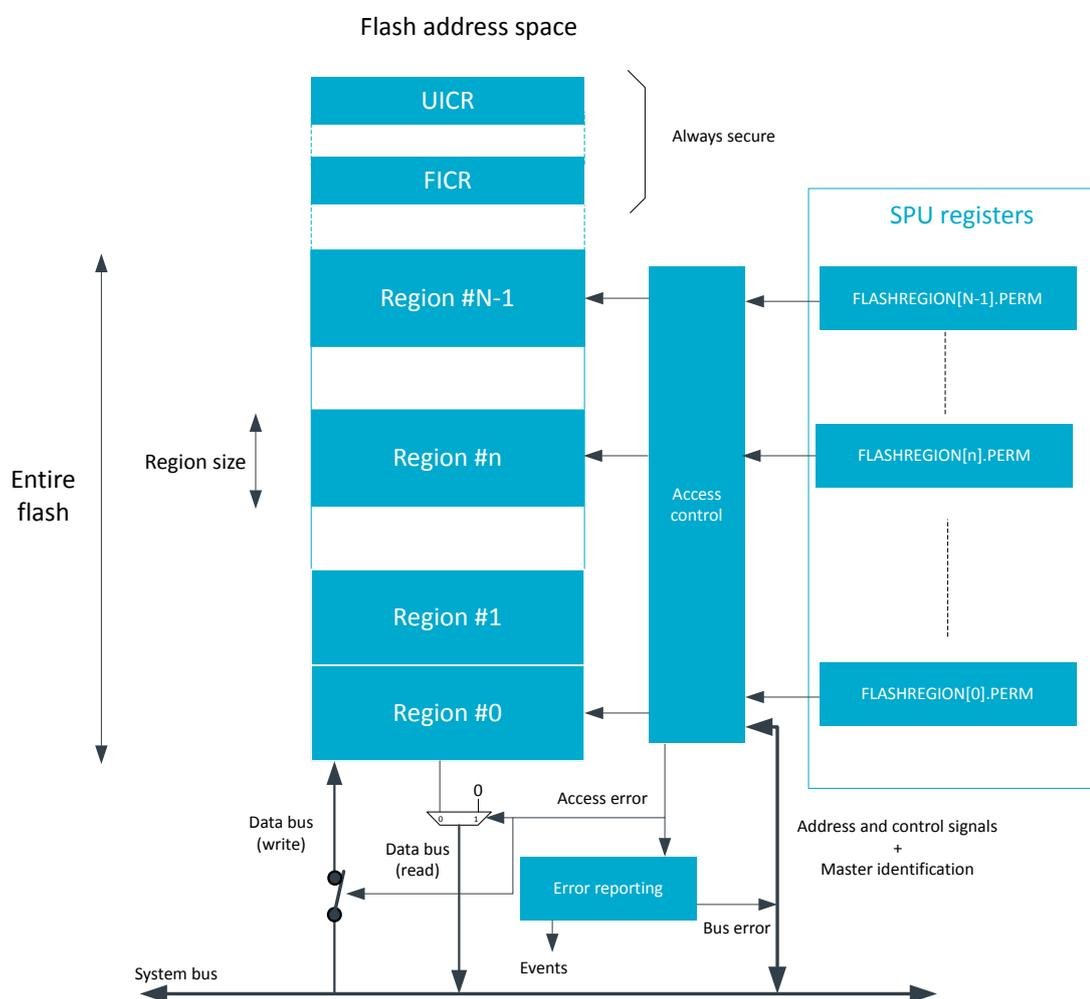 Flash address space
UICR
Always secure
FICR
SPU registers
Region #N-1
FLASHREGION[N-1].PERM
Region size
Region #n
FLASHREGION[n].PERM
Entire
flash
Access
control
Region #1
Region #0
FLASHREGION[0].PERM
0
0
1
Access error
Data bus
(write)
Data bus
(read)
Address and control signals
+
Master identification
Error reporting
Bus error
Events
System bus